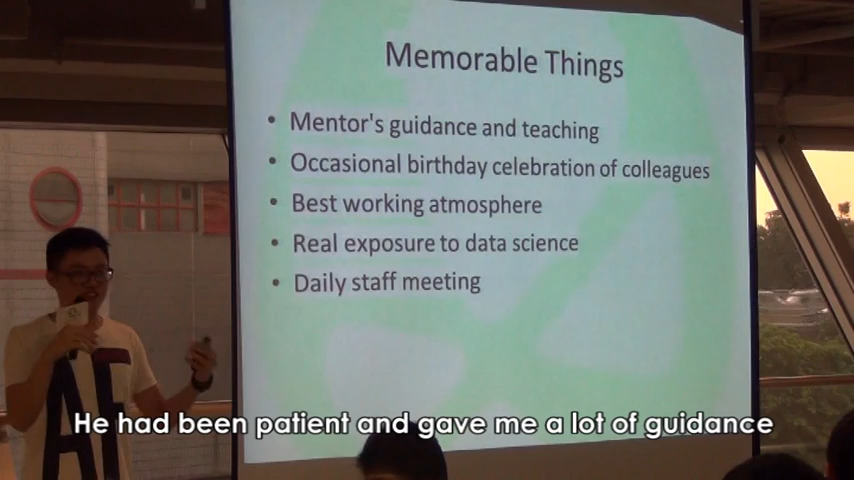 Memorable Things
• Mentor's guidance and teaching
• Occasional birthday celebration of colleagues
• Best working atmosphere
• Real exposure to data science
• Daily staff meeting
He had been patient and gave me a lot of guidance